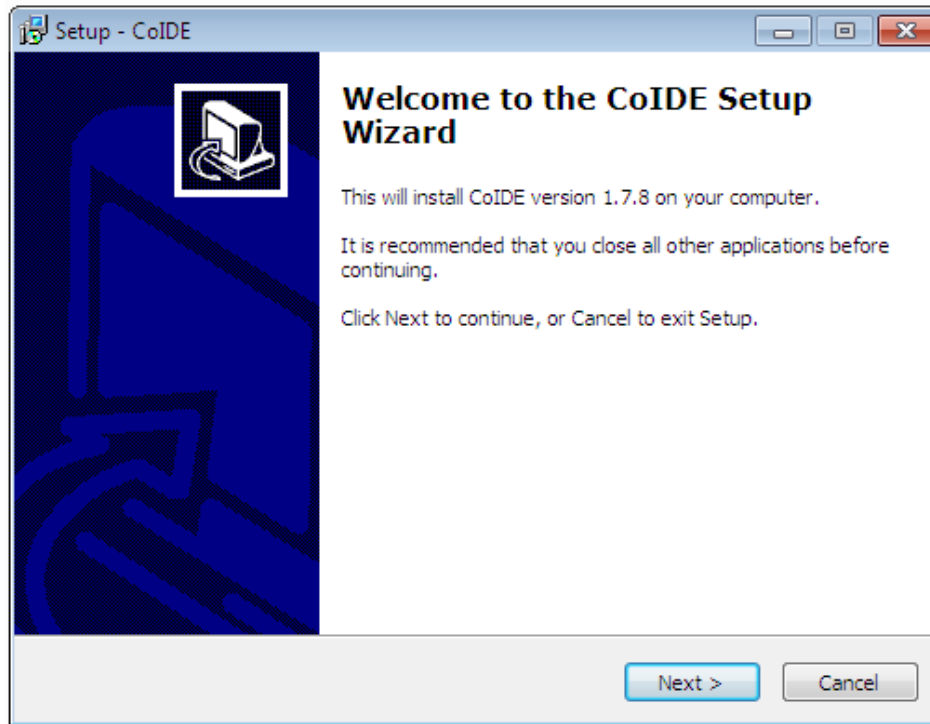 Setup - CoIDE
Welcome to the CoIDE Setup
Wizard
This will install CoIDE version 1.7.8 on your computer.
It is recommended that you close all other applications before
continuing.
Click Next to continue, or Cancel to exit Setup.
Next >
Cancel